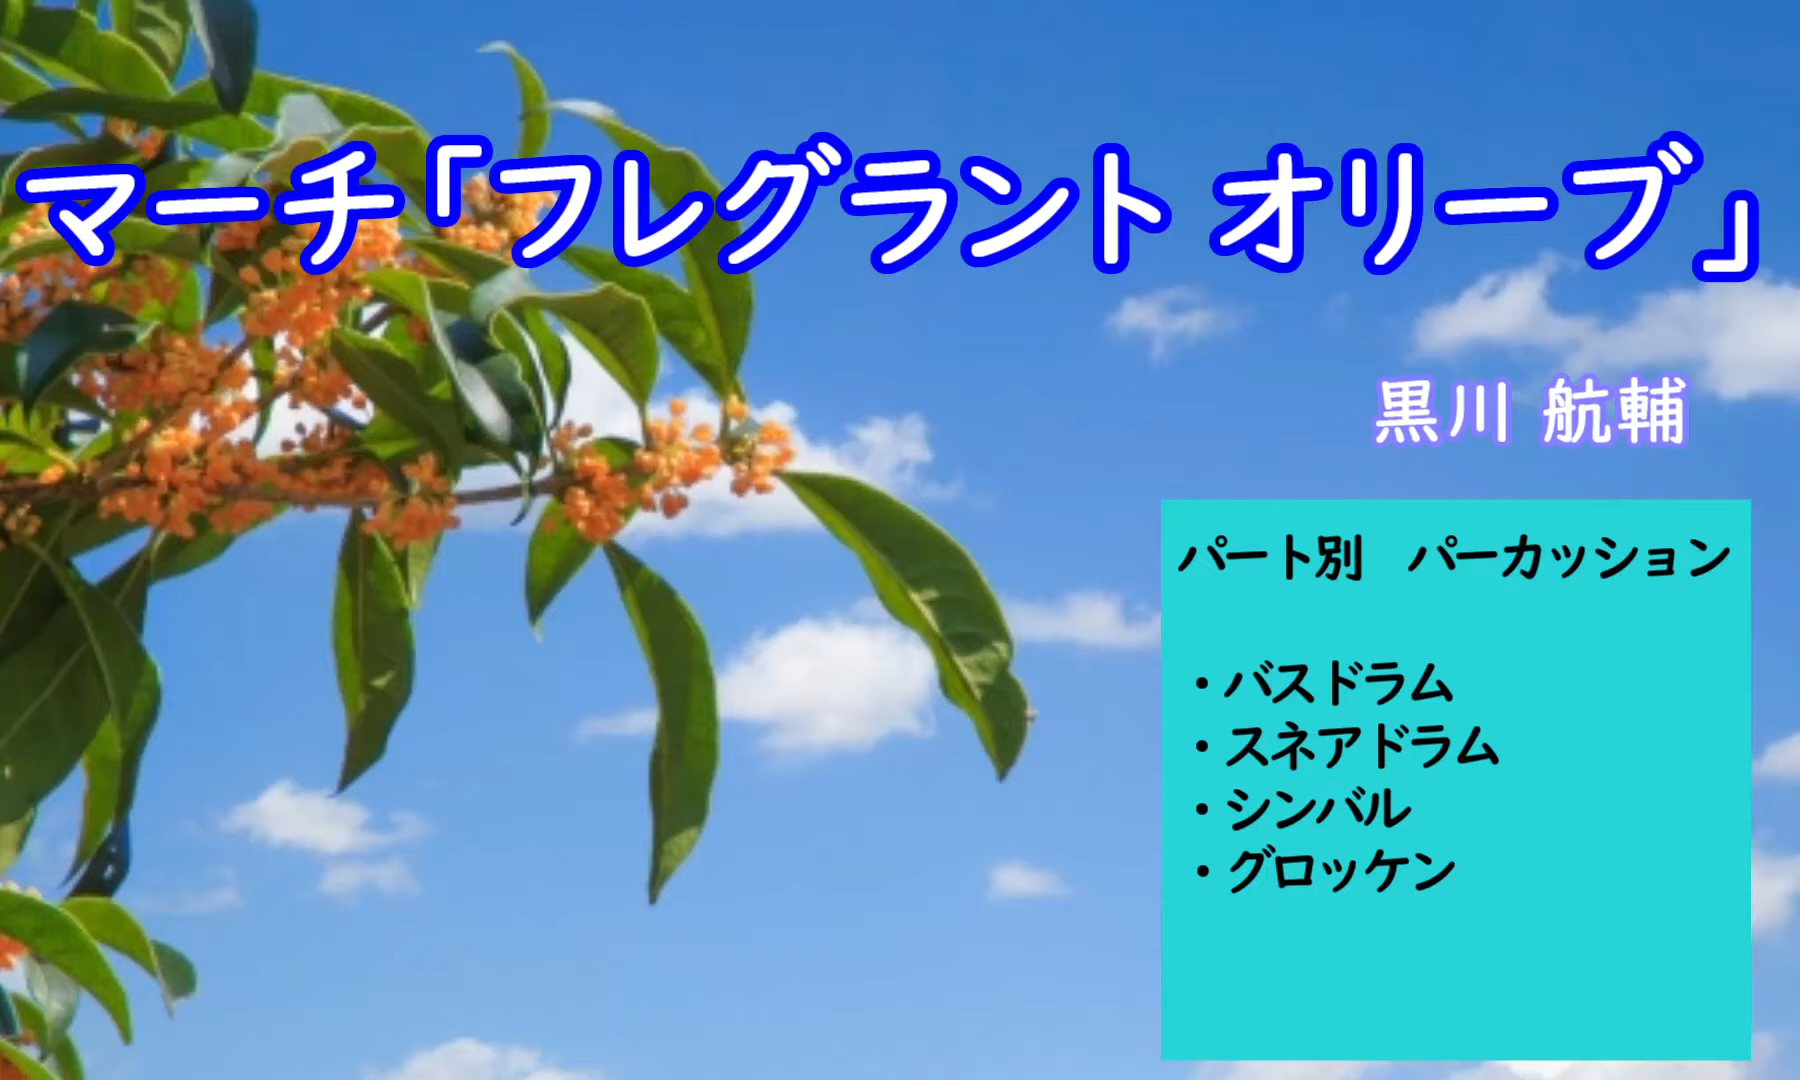 マーチ「フレグラント オリーブ」
黒川 航輔
パート別　パーカッション
・バスドラム
・スネアドラム
・シンバル
・グロッケン